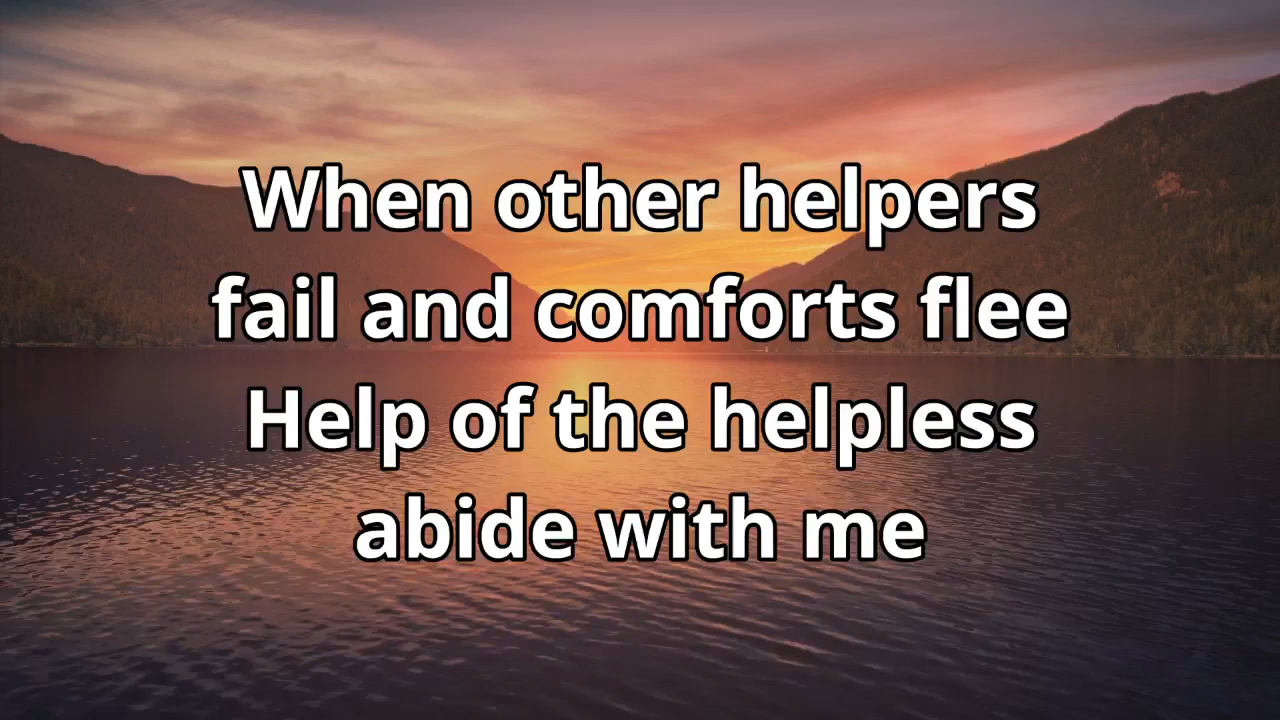 When other helpers
fail and comforts flee
Help of the helpless
abide with me